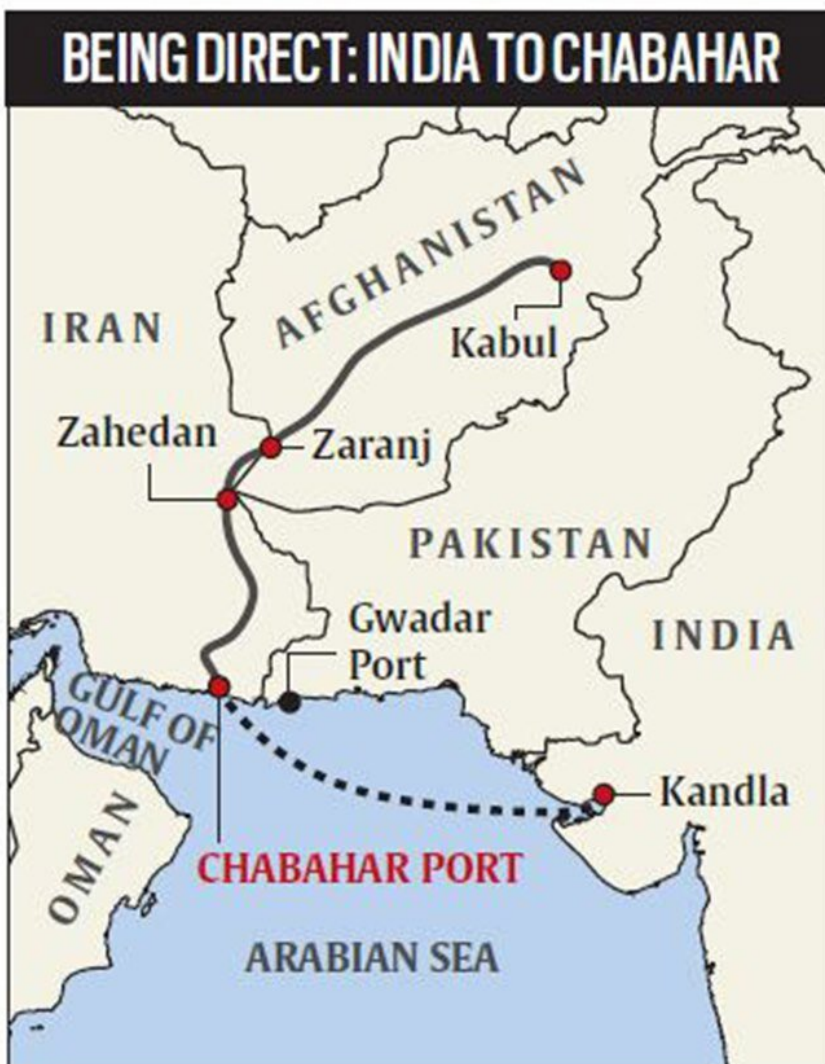 BEING DIRECT: INDIA TO CHABAHAR
AFGHANISTAN
IRAN
Kabul
Zahedan
Zaranj
PAKISTAN
Gwadar
Port
INDIA
GULF OF
OMAN
Kandla
OMAN
CHABAHAR PORT
ARABIAN SEA